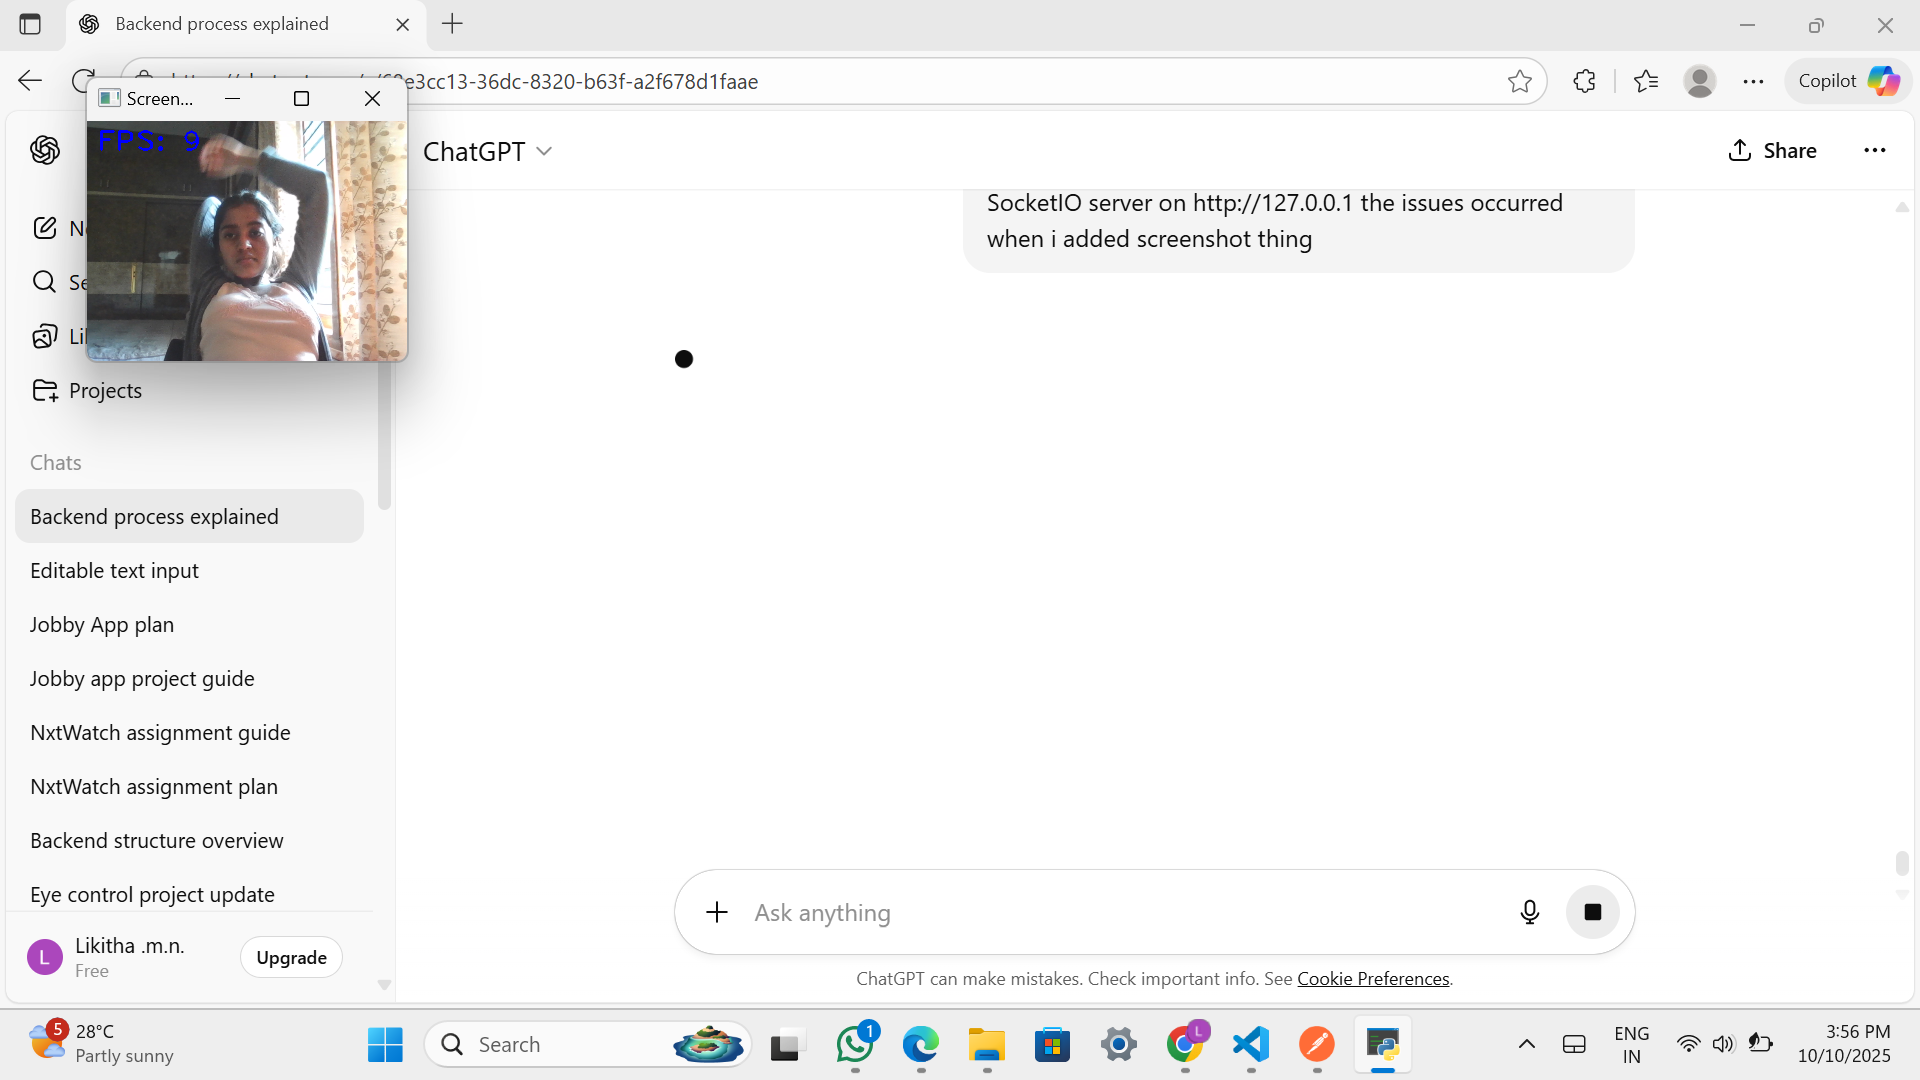 Backend process explained
e3cc13-36dc-8320-b63f-a2f678d1faae
Copilot
Screen...
FPS: 9
ChatGPT
Share
SocketIO server on http://127.0.0.1 the issues occurred
when i added screenshot thing
Projects
Chats
Backend process explained
Editable text input
Jobby App plan
Jobby app project guide
NxtWatch assignment guide
NxtWatch assignment plan
Backend structure overview
Eye control project update
L
Likitha .m.n.
Free
Upgrade
Ask anything
ChatGPT can make mistakes. Check important info. See Cookie Preferences.
5
28°C
Partly sunny
Search
1
L
ENG
IN
3:56 PM
10/10/2025